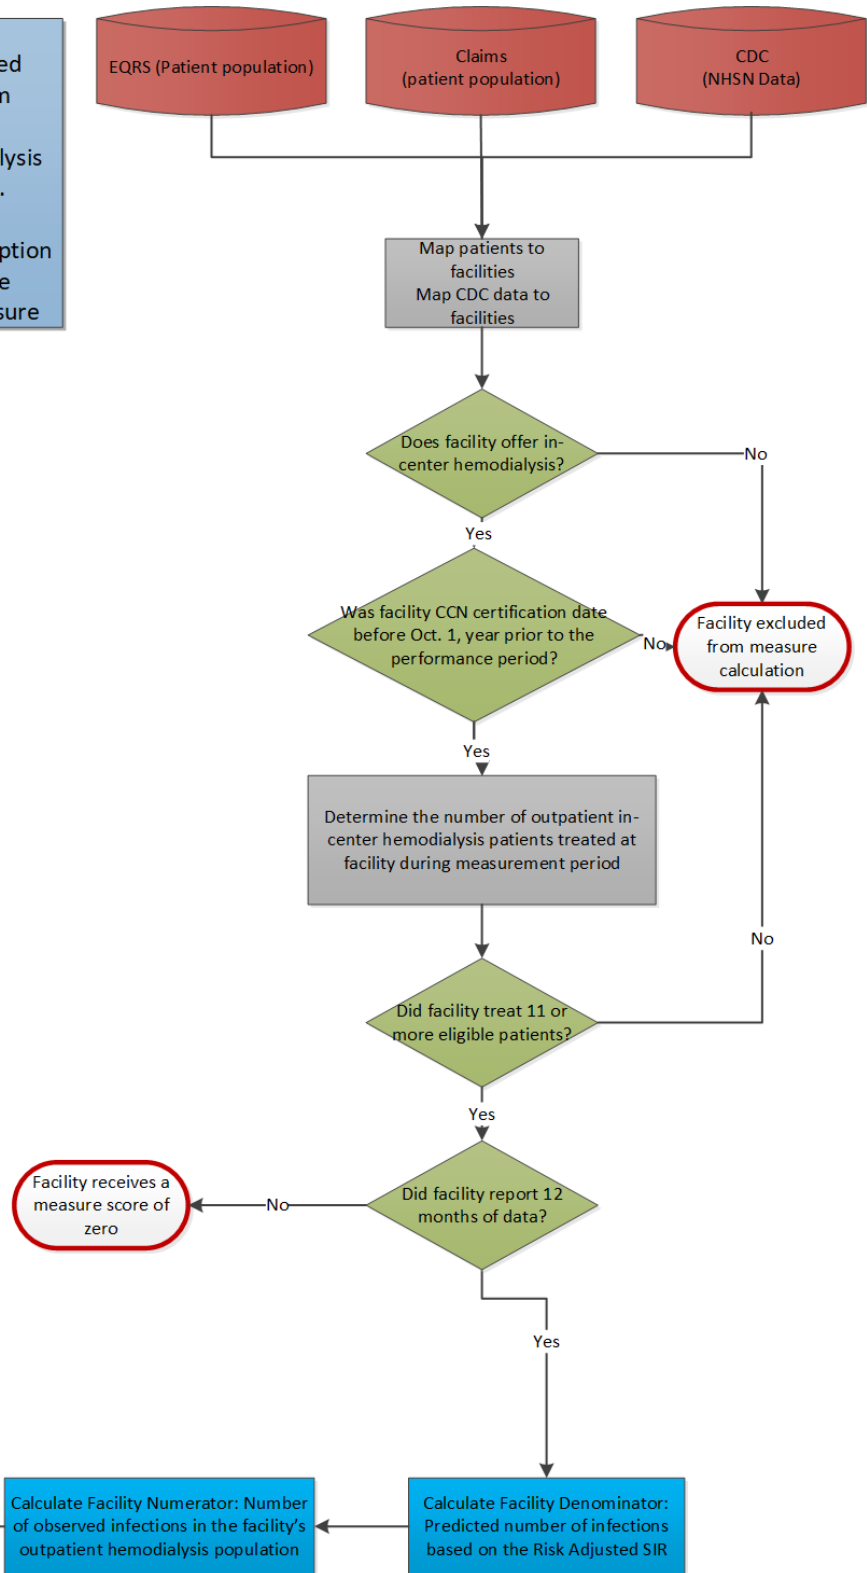 EQRS (Patient population)
Claims
(patient population)
CDC
(NHSN Data)
Map patients to
facilities
Map CDC data to
facilities
Does facility offer in-
center hemodialysis?
No
Yes
Was facility CCN certification date
before Oct. 1, year prior to the
performance period?
No
Facility excluded
from measure
calculation
Yes
Determine the number of outpatient in-
center hemodialysis patients treated at
facility during measurement period
No
Did facility treat 11 or
more eligible patients?
Yes
Did facility report 12
months of data?
No
Facility receives a
measure score of
zero
Yes
Calculate Facility Numerator: Number
of observed infections in the facility's
outpatient hemodialysis population
Calculate Facility Denominator:
Predicted number of infections
based on the Risk Adjusted SIR